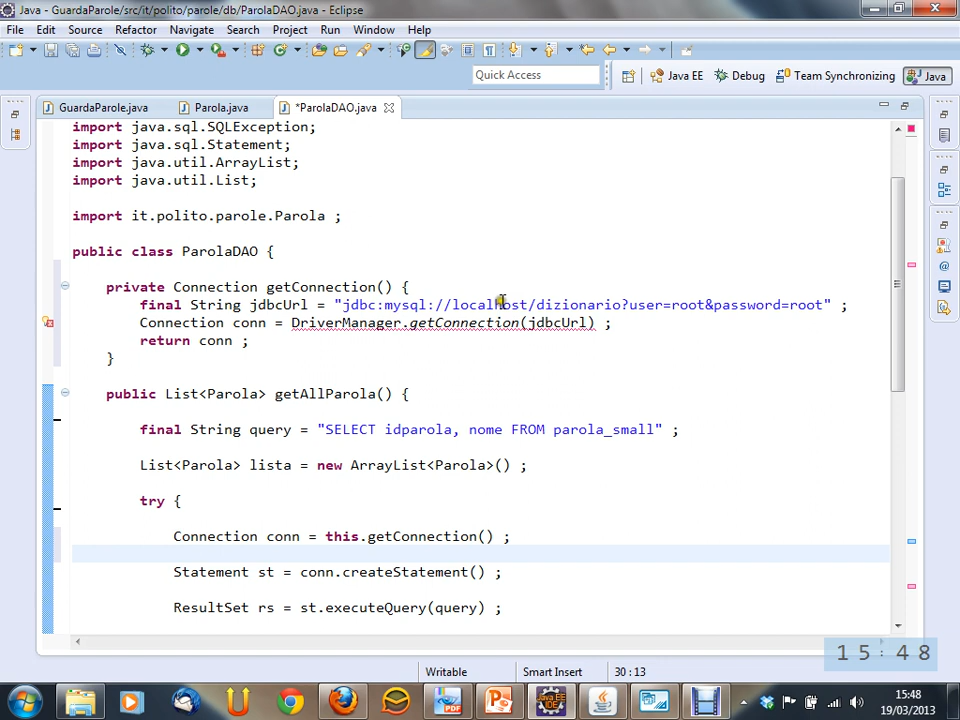 Java - GuardaParole/src/it/polito/parole/db/ParolaDAO.java - Eclipse
File Edit Source Refactor Navigate Search Project Run Window Help
Quick Access
Java EE
Debug
Team Synchronizing
Java
GuardaParole.java
Parola.java
*ParolaDAO.java
import java.sql.SQLException;
import java.sql.Statement;
import java.util.ArrayList;
import java.util.List;
import it.polito.parole.Parola ;
public class ParolaDAO {
private Connection getConnection() {
final String jdbcUrl = "jdbc:mysql://localhost/dizionario?user=root&password=root" ;
Connection conn = DriverManager.getConnection(jdbcUrl) ;
return conn ;
}
public List<Parola> getAllParola() {
final String query = "SELECT idparola, nome FROM parola_small" ;
List<Parola> lista = new ArrayList<Parola>() ;
try {
Connection conn = this.getConnection() ;
Statement st = conn.createStatement() ;
ResultSet rs = st.executeQuery(query) ;
15:48
Writable
Smart Insert
30 : 13
15:48
19/03/2013